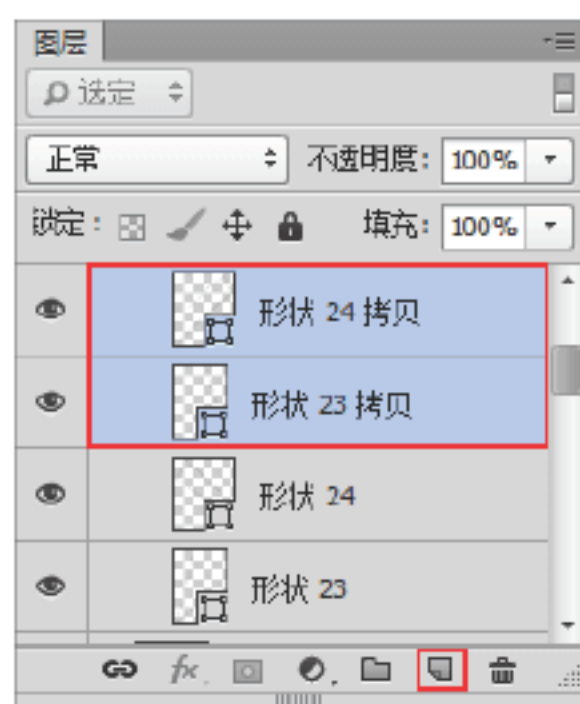 图层
选定
正常 不透明度: 100%
锁定: 填充: 100%
形状 24 拷贝
形状 23 拷贝
形状 24
形状 23
fx.